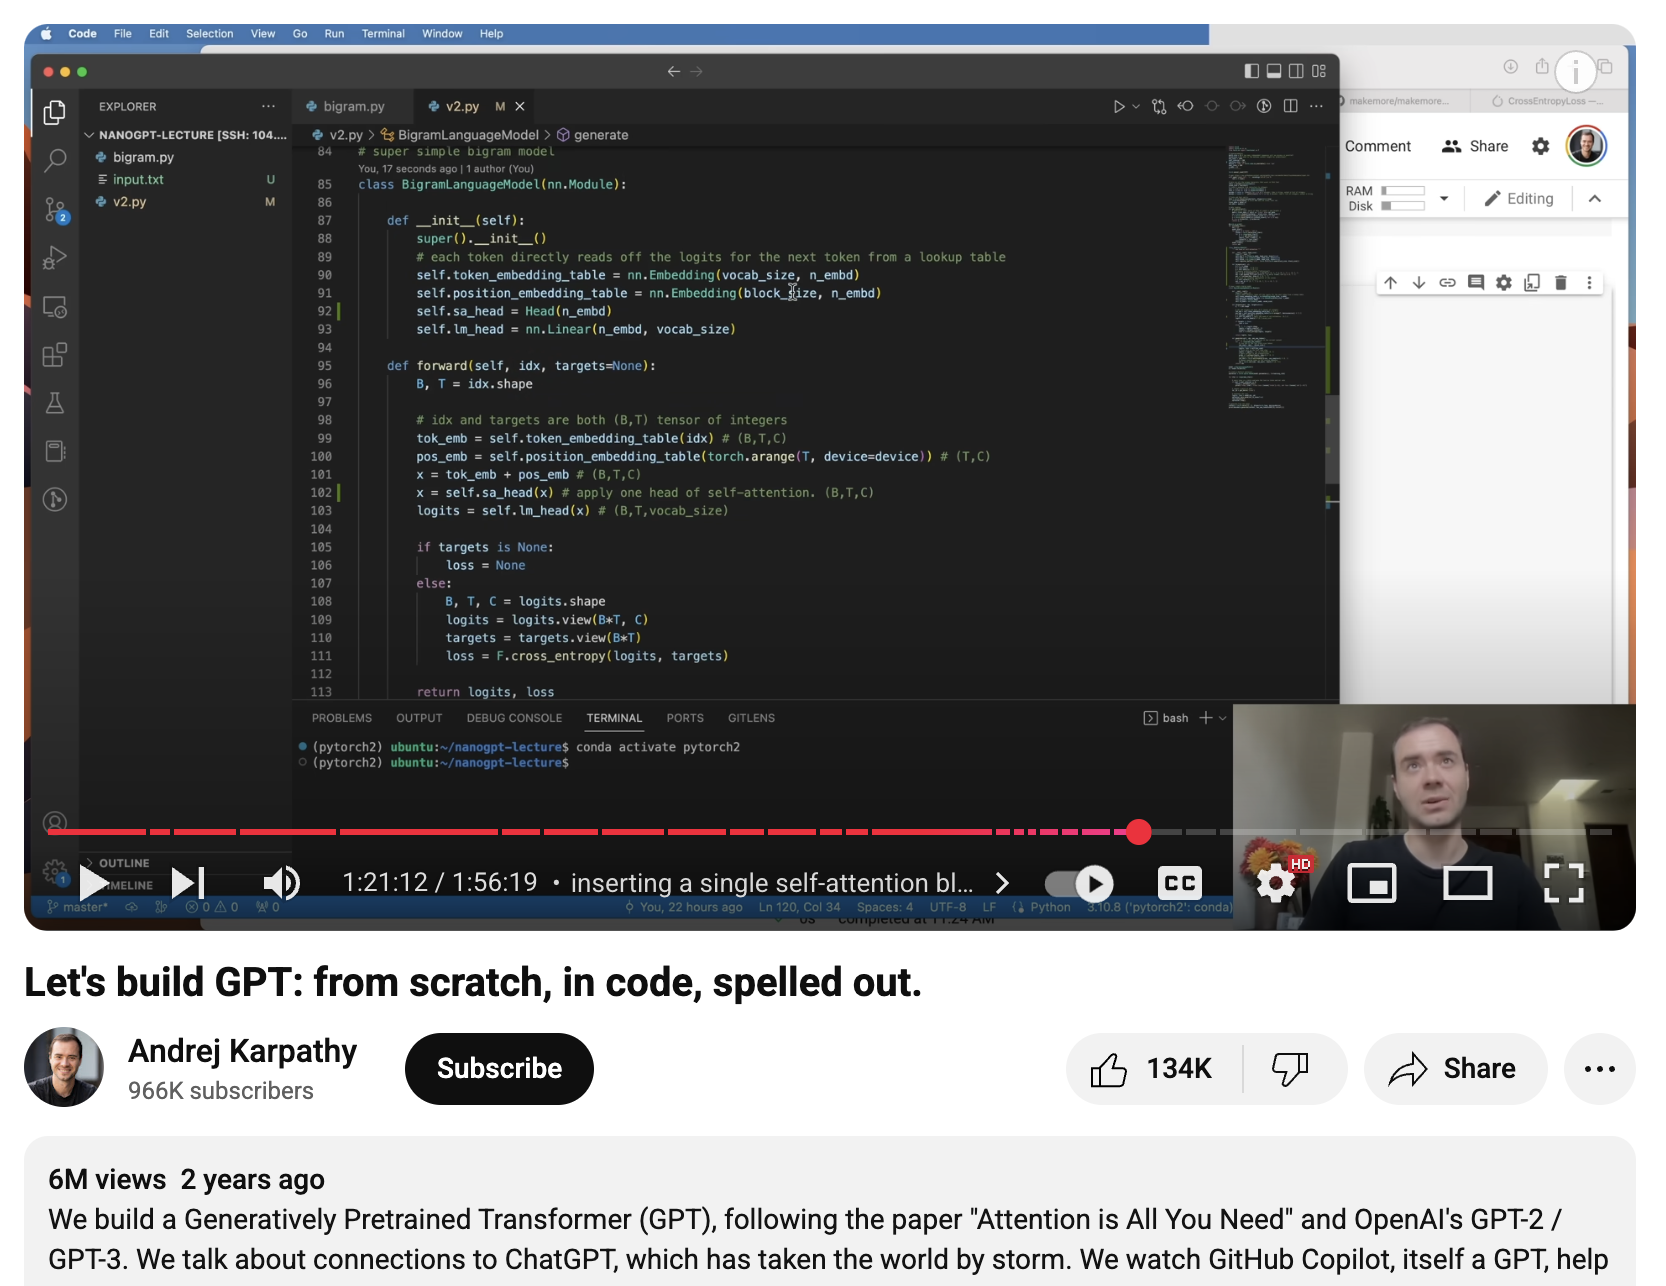 Code File Edit Selection View Go Run Terminal Window Help
EXPLORER
bigram.py
v2.py M
makemore/makemore...
CrossEntropyLoss —...
NANOGPT-LECTURE [SSH: 104....
v2.py > BigramLanguageModel > generate
bigram.py
input.txt U
v2.py M
2
Comment
Share
RAM
Disk
Editing
84 # super simple bigram model
You, 17 seconds ago | 1 author (You)
85 class BigramLanguageModel(nn.Module):
86
87 def __init__(self):
88 super().__init__()
89 # each token directly reads off the logits for the next token from a lookup table
90 self.token_embedding_table = nn.Embedding(vocab_size, n_embd)
91 self.position_embedding_table = nn.Embedding(block_size, n_embd)
92 self.sa_head = Head(n_embd)
93 self.lm_head = nn.Linear(n_embd, vocab_size)
94
95 def forward(self, idx, targets=None):
96 B, T = idx.shape
97
98 # idx and targets are both (B,T) tensor of integers
99 tok_emb = self.token_embedding_table(idx) # (B,T,C)
100 pos_emb = self.position_embedding_table(torch.arange(T, device=device)) # (T,C)
101 x = tok_emb + pos_emb # (B,T,C)
102 x = self.sa_head(x) # apply one head of self-attention. (B,T,C)
103 logits = self.lm_head(x) # (B,T,vocab_size)
104
105 if targets is None:
106 loss = None
107 else:
108 B, T, C = logits.shape
109 logits = logits.view(B*T, C)
110 targets = targets.view(B*T)
111 loss = F.cross_entropy(logits, targets)
112
113 return logits, loss
PROBLEMS OUTPUT DEBUG CONSOLE TERMINAL PORTS GITLENS
bash
(pytorch2) ubuntu:~/nanogpt-lecture$ conda activate pytorch2
(pytorch2) ubuntu:~/nanogpt-lecture$
OUTLINE
TIMELINE
1
1:21:12 / 1:56:19 • inserting a single self-attention bl...
CC
HD
master* 0 0 0 You, 22 hours ago Ln 120, Col 34 Spaces: 4 UTF-8 LF Python 3.10.8 ('pytorch2': conda)
0s completed at 11:24 AM
Let's build GPT: from scratch, in code, spelled out.
Andrej Karpathy
966K subscribers
Subscribe
134K
Share
6M views 2 years ago
We build a Generatively Pretrained Transformer (GPT), following the paper "Attention is All You Need" and OpenAI's GPT-2 /
GPT-3. We talk about connections to ChatGPT, which has taken the world by storm. We watch GitHub Copilot, itself a GPT, help